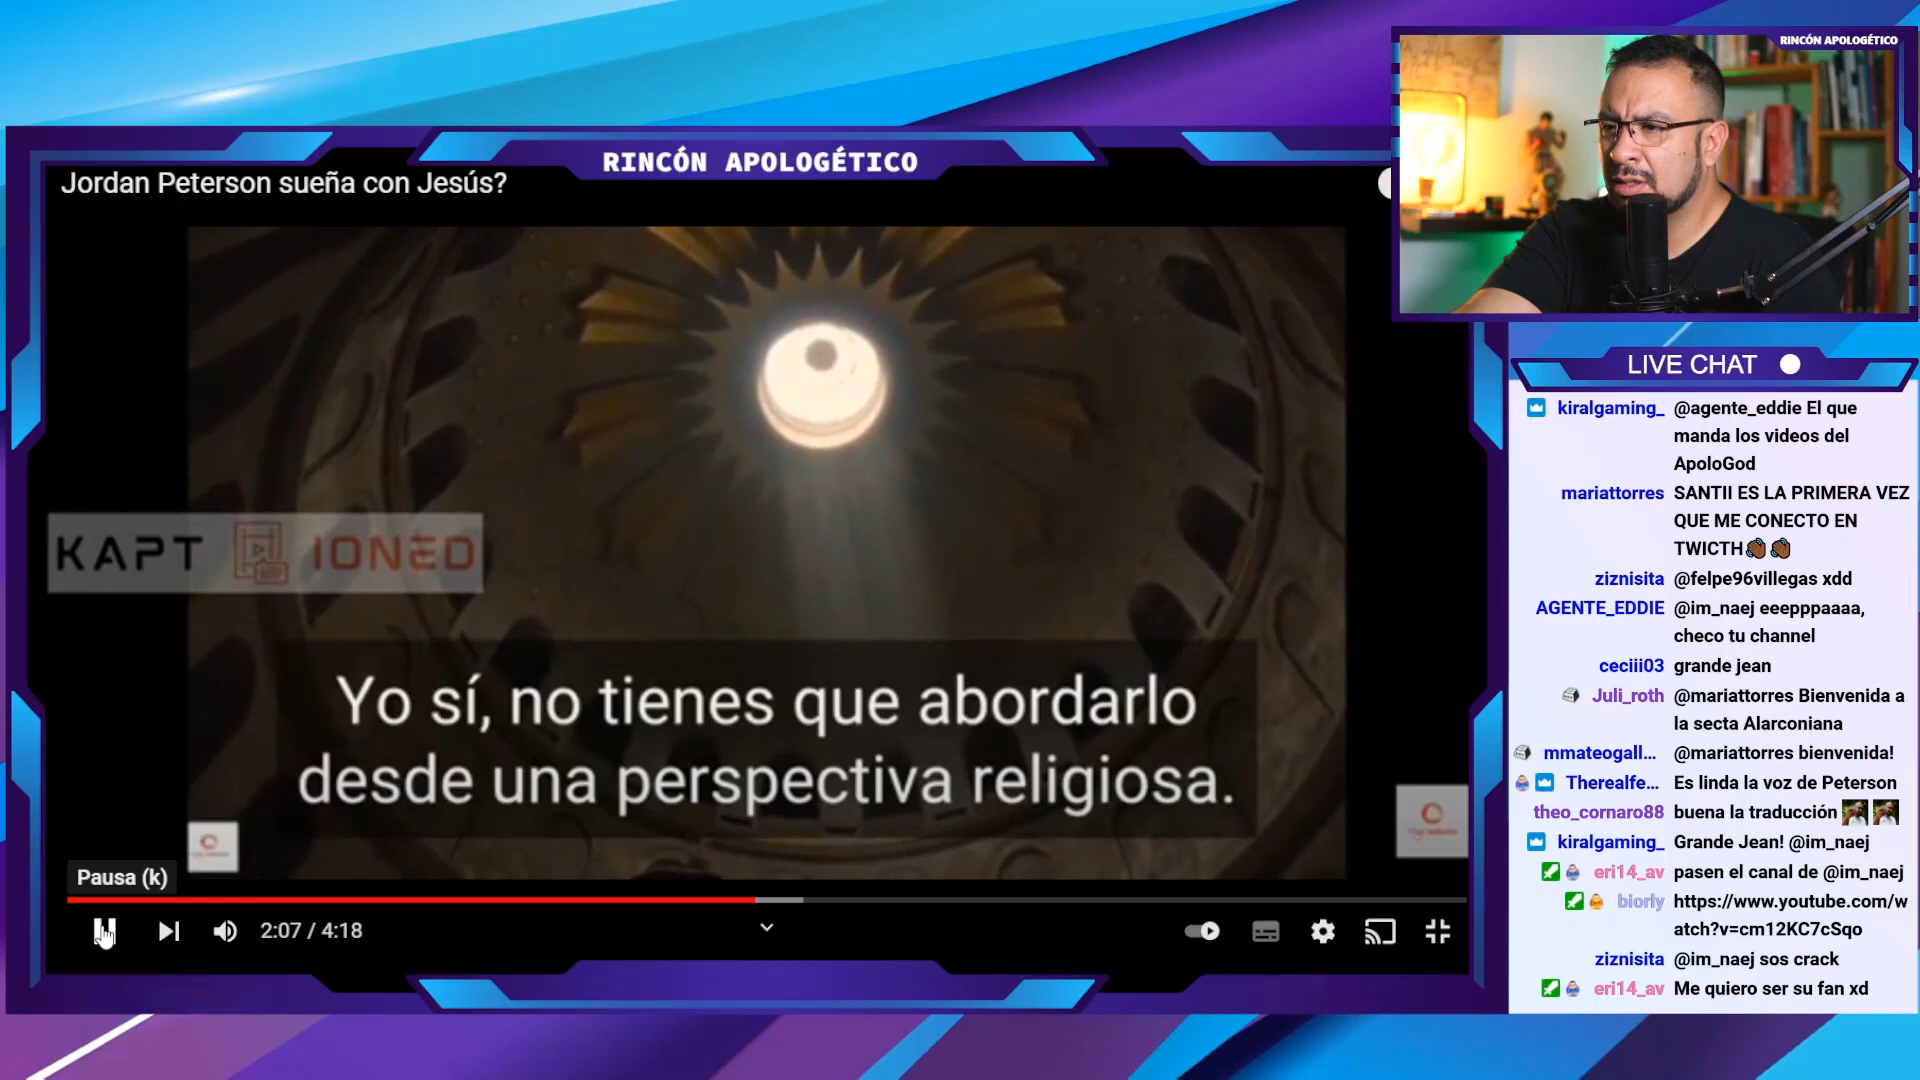 RINCÓN APOLOGÉTICO
RINCÓN APOLOGÉTICO
Jordan Peterson sueña con Jesús?
KAPT IONED
Yo sí, no tienes que abordarlo
desde una perspectiva religiosa.
Pausa (k)
2:07 / 4:18
LIVE CHAT
kiralgaming_ @agente_eddie El que
manda los videos del
ApoloGod
mariattorres SANTII ES LA PRIMERA VEZ
QUE ME CONECTO EN
TWICTH
ziznisita @felpe96villegas xdd
AGENTE_EDDIE @im_naej eeepppaaaa,
checo tu channel
ceciii03 grande jean
Juli_roth @mariattorres Bienvenida a
la secta Alarconiana
mmateogall... @mariattorres bienvenida!
Therealfe... Es linda la voz de Peterson
theo_cornaro88 buena la traducción
kiralgaming_ Grande Jean! @im_naej
eri14_av pasen el canal de @im_naej
biorly https://www.youtube.com/w
atch?v=cm12KC7cSqo
ziznisita @im_naej sos crack
eri14_av Me quiero ser su fan xd